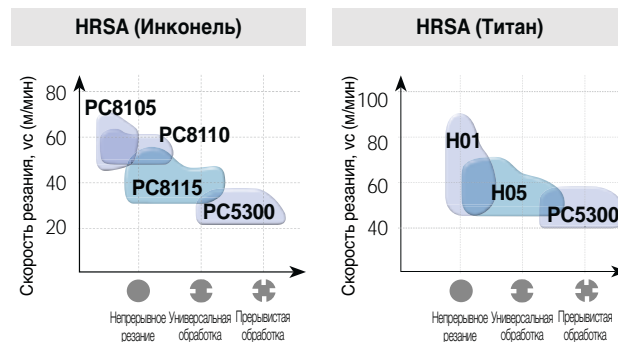 HRSA (Инконель)
Скорость резания, vc (м/мин)
80
60
40
20
PC8105
PC8110
PC8115
PC5300
Непрерывное резание
Универсальная обработка
Прерывистая обработка
HRSA (Титан)
Скорость резания, vc (м/мин)
100
80
60
40
H01
H05
PC5300
Непрерывное резание
Универсальная обработка
Прерывистая обработка